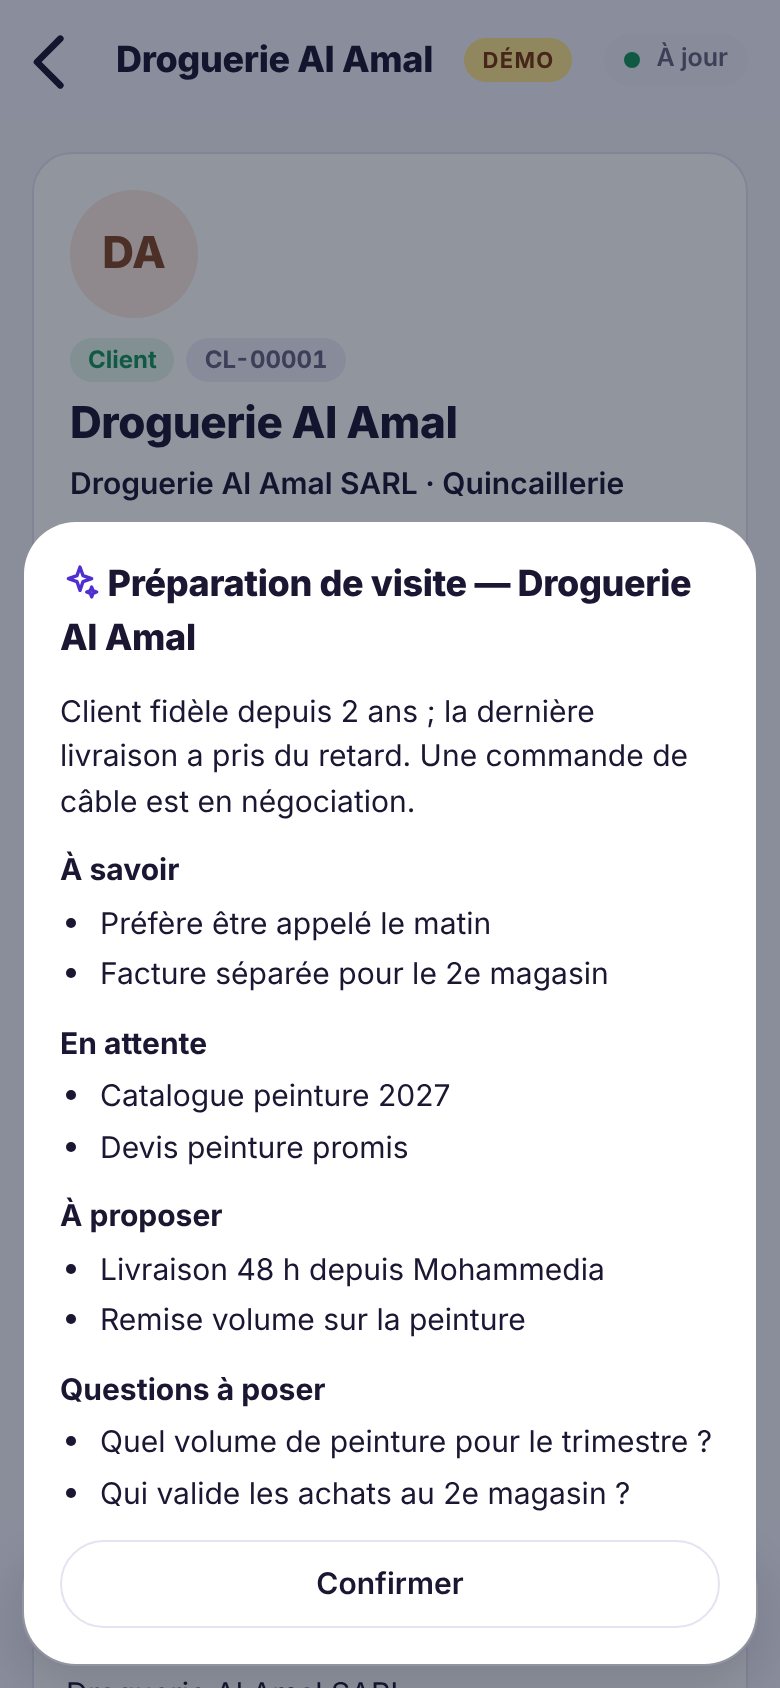 Droguerie Al Amal
DÉMO
À jour
DA
Client
CL-00001
Droguerie Al Amal
Droguerie Al Amal SARL · Quincaillerie
Préparation de visite — Droguerie
Al Amal
Client fidèle depuis 2 ans ; la dernière
livraison a pris du retard. Une commande de
câble est en négociation.
À savoir
• Préfère être appelé le matin
• Facture séparée pour le 2e magasin
En attente
• Catalogue peinture 2027
• Devis peinture promis
À proposer
• Livraison 48 h depuis Mohammedia
• Remise volume sur la peinture
Questions à poser
• Quel volume de peinture pour le trimestre ?
• Qui valide les achats au 2e magasin ?
Confirmer